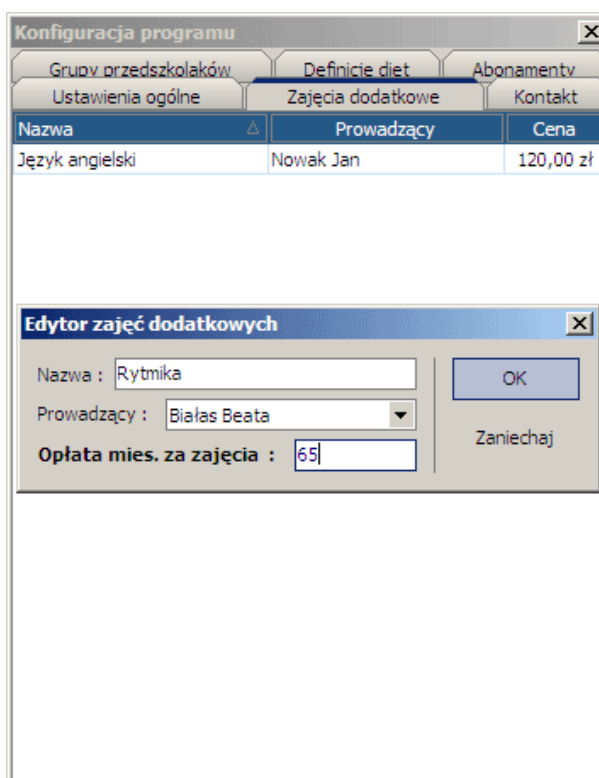 Konfiguracja programu
Grupy przedszkolaków Definicje diet Abonamenty
Ustawienia ogólne Zajęcia dodatkowe Kontakt
Nazwa Prowadzący Cena
Język angielski Nowak Jan 120,00 zł
Edytor zajęć dodatkowych
Nazwa : Rytmika OK
Prowadzący : Białas Beata
Zaniechaj
Opłata mies. za zajęcia : 65